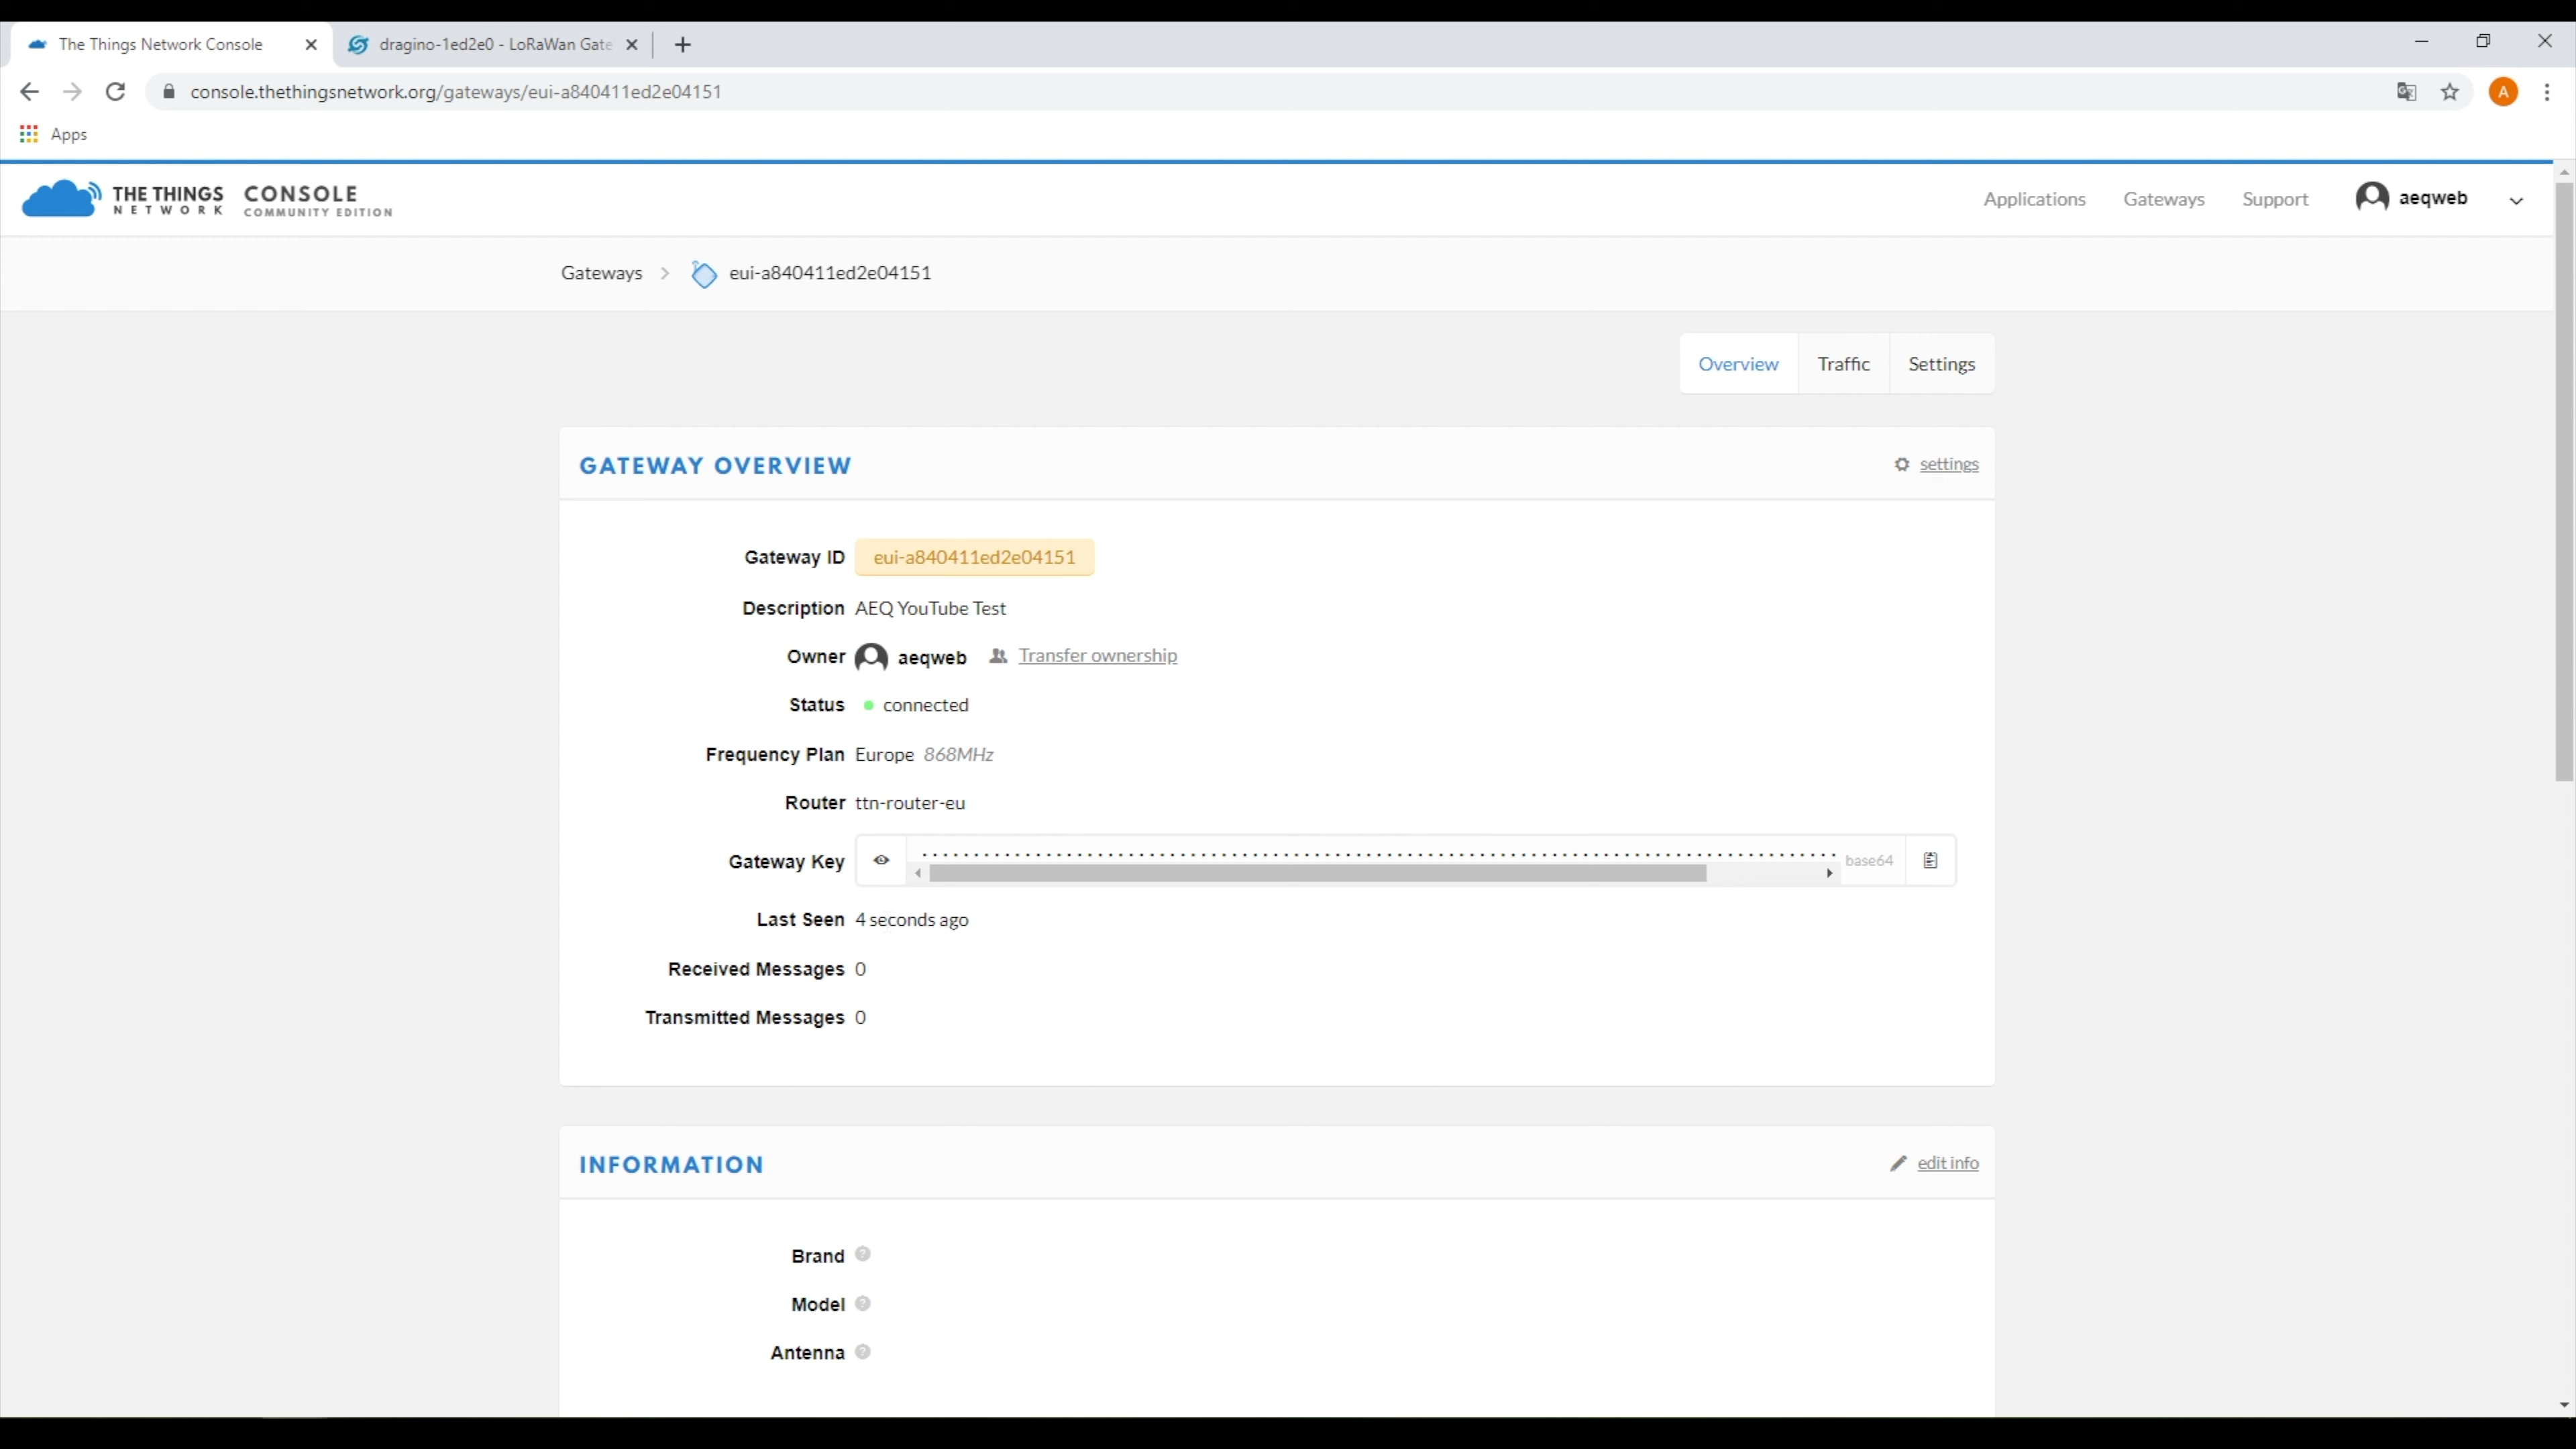 The Things Network Console
dragino-1ed2e0 - LoRaWan Gate
console.thethingsnetwork.org/gateways/eui-a840411ed2e04151
A
Apps
THE THINGS NETWORK
CONSOLE
COMMUNITY EDITION
Applications
Gateways
Support
aeqweb
Gateways
eui-a840411ed2e04151
Overview
Traffic
Settings
GATEWAY OVERVIEW
settings
Gateway ID eui-a840411ed2e04151
Description AEQ YouTube Test
Owner aeqweb Transfer ownership
Status connected
Frequency Plan Europe 868MHz
Router ttn-router-eu
Gateway Key base64
Last Seen 4 seconds ago
Received Messages 0
Transmitted Messages 0
INFORMATION
edit info
Brand
Model
Antenna